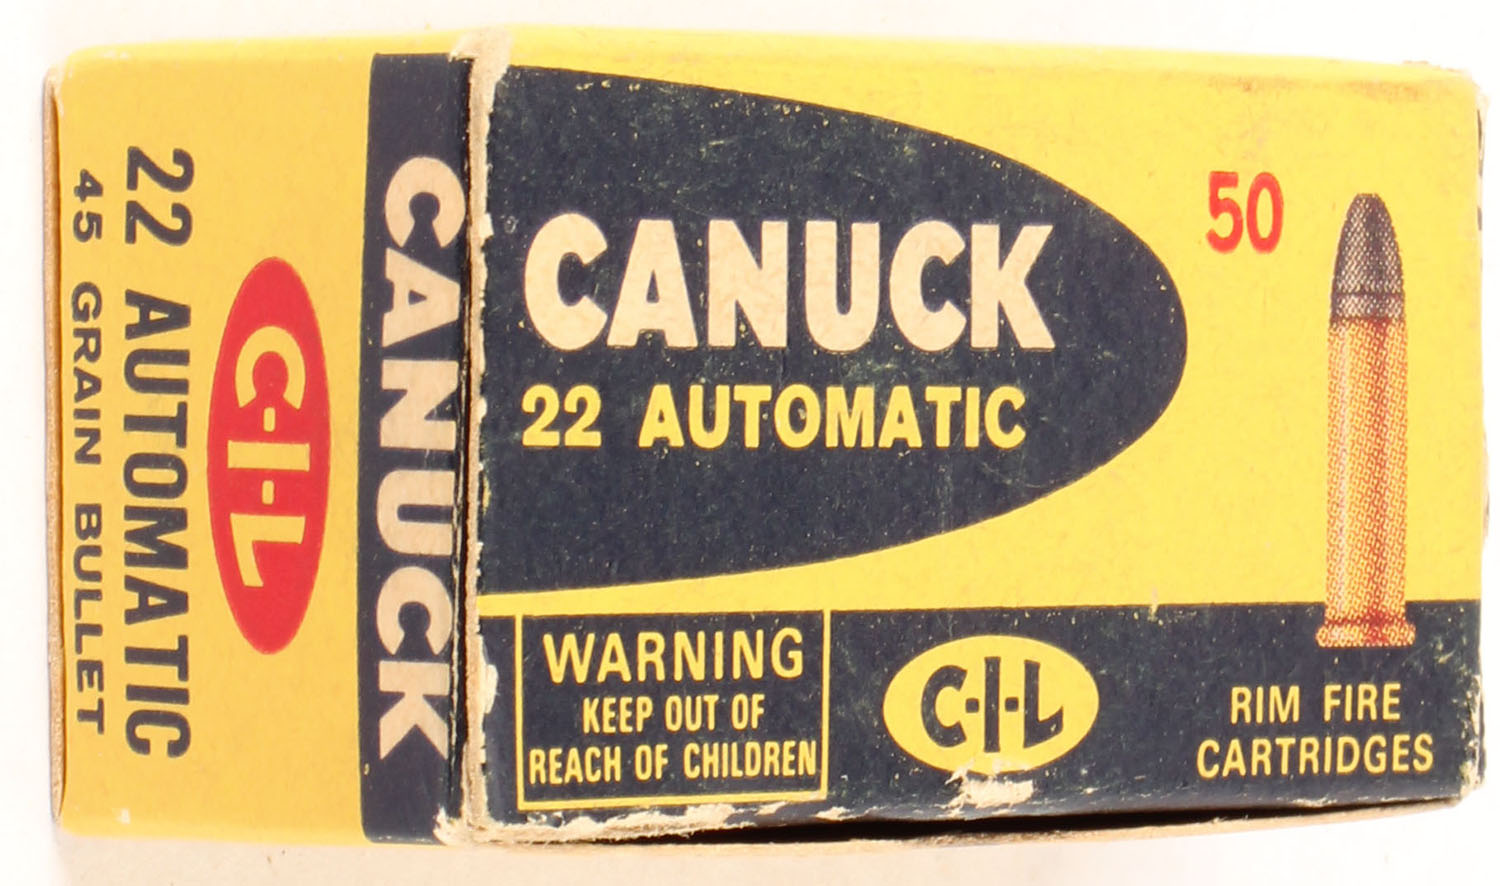 22 AUTOMATIC
45 GRAIN BULLET
C-I-L
CANUCK
CANUCK
22 AUTOMATIC
50
WARNING
KEEP OUT OF
REACH OF CHILDREN
C-I-L
RIM FIRE
CARTRIDGES